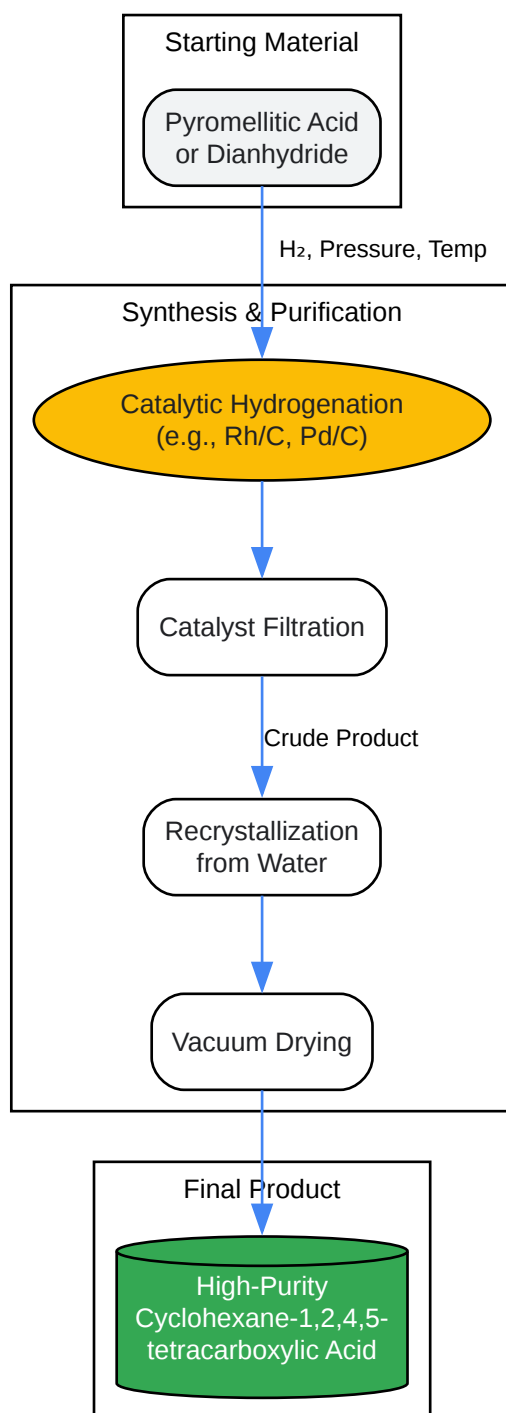 Starting Material
Pyromellitic Acid
or Dianhydride
H₂, Pressure, Temp
Synthesis & Purification
Catalytic Hydrogenation
(e.g., Rh/C, Pd/C)
Catalyst Filtration
Crude Product
Recrystallization
from Water
Vacuum Drying
Final Product
High-Purity
Cyclohexane-1,2,4,5-
tetracarboxylic Acid